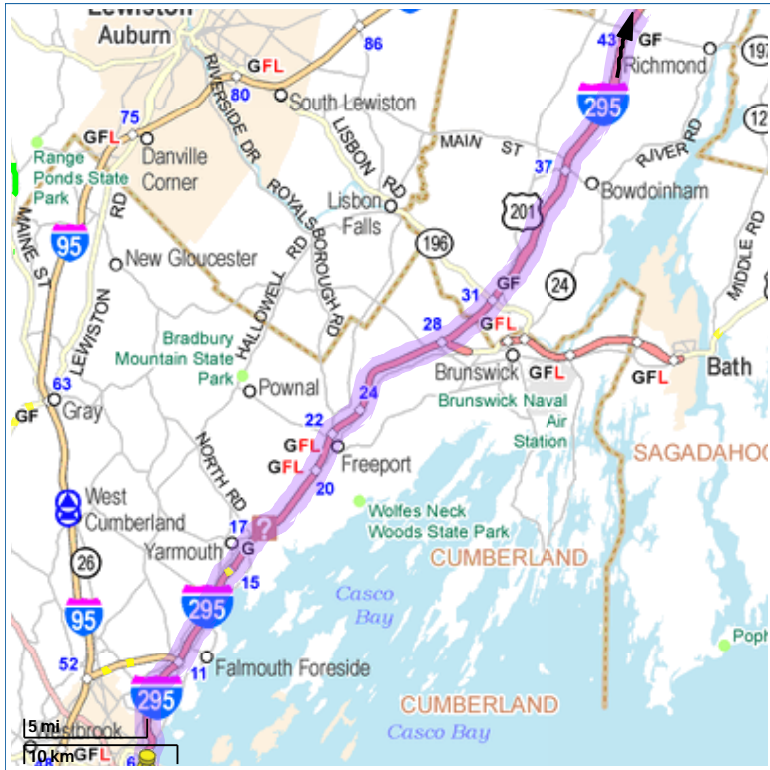 Lewiston
Auburn
86
43
GF
Richmond
197
GFL
80
RIVERSIDE DR
South Lewiston
295
75
GFL
Danville
Corner
LISBON
RD
MAIN ST
37
RIVER RD
Range
Ponds State
Park
RD
ROYALSBOROUGH RD
Lisbon
Falls
Bowdoinham
201
MAINE ST
95
196
MIDDLE RD
New Gloucester
HALLOWELL RD
GF
24
31
LEWISTON
Bradbury
Mountain State
Park
28
GFL
Brunswick
GFL
GFL
Bath
63
GF
Gray
Pownal
24
Brunswick Naval
Air
Station
22
GFL
GFL
Freeport
NORTH RD
20
SAGADAHOC
West
Cumberland
17
?
Wolfes Neck
Woods State Park
Yarmouth
G
26
15
CUMBERLAND
Casco
Bay
95
295
52
11
Falmouth Foreside
295
CUMBERLAND
Casco Bay
5 mi
Westbrook
GFL
6
10 km
48